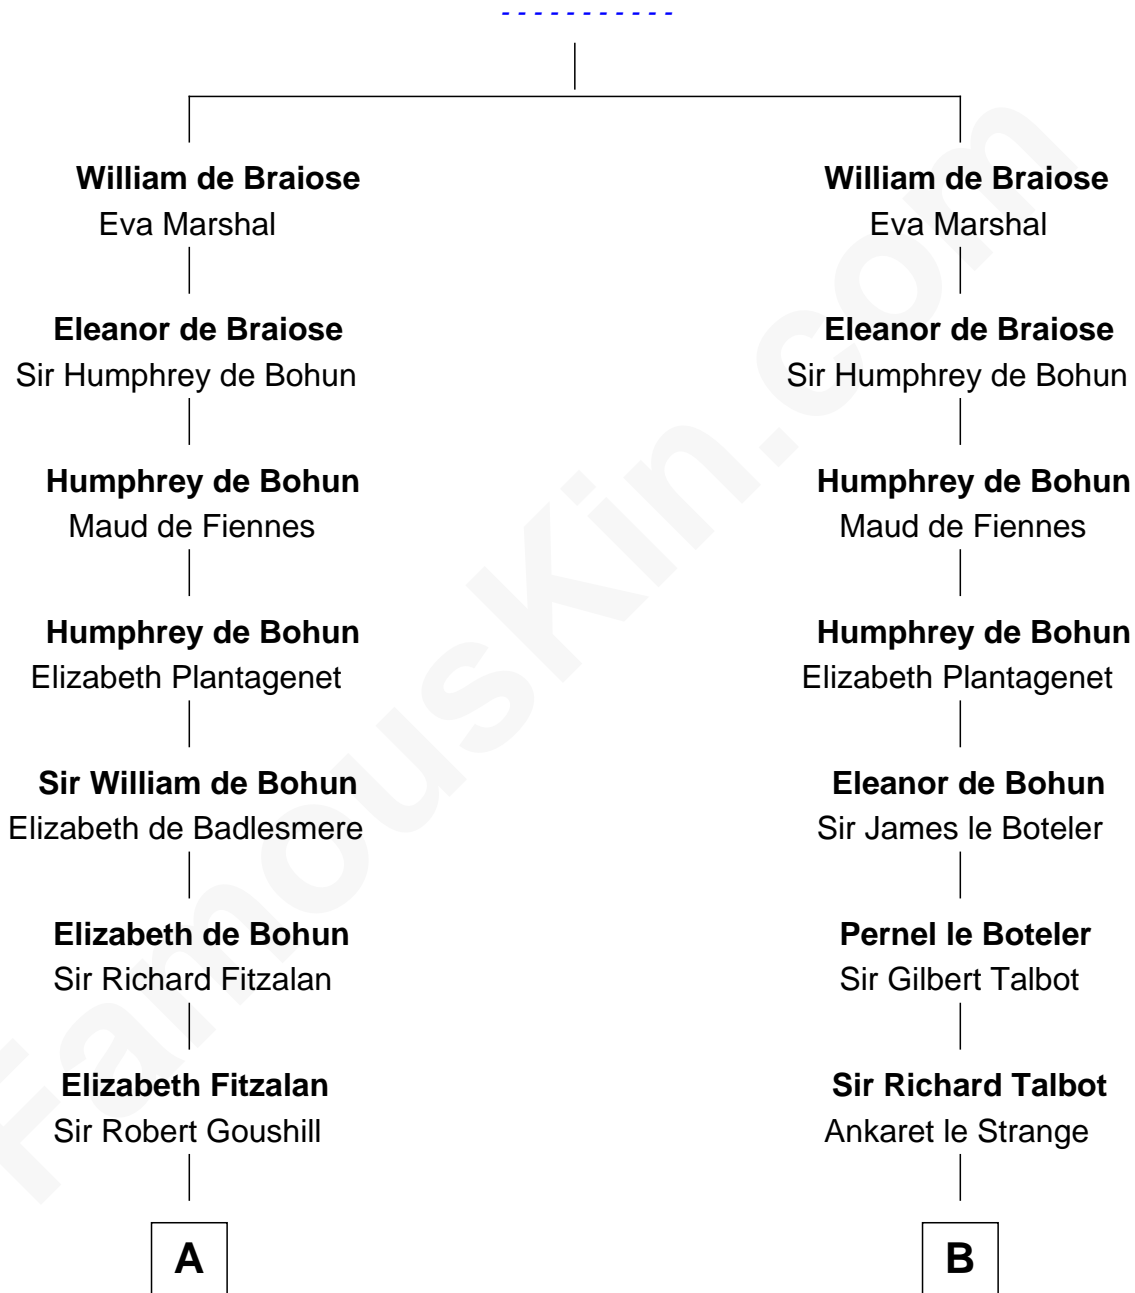 - - - - - - - - - - -
William de Braiose
Eva Marshal
Eleanor de Braiose
Sir Humphrey de Bohun
Humphrey de Bohun
Maud de Fiennes
Humphrey de Bohun
Elizabeth Plantagenet
Sir William de Bohun
Elizabeth de Badlesmere
Elizabeth de Bohun
Sir Richard Fitzalan
Elizabeth Fitzalan
Sir Robert Goushill
A
William de Braiose
Eva Marshal
Eleanor de Braiose
Sir Humphrey de Bohun
Humphrey de Bohun
Maud de Fiennes
Humphrey de Bohun
Elizabeth Plantagenet
Eleanor de Bohun
Sir James le Boteler
Pernel le Boteler
Sir Gilbert Talbot
Sir Richard Talbot
Ankaret le Strange
B
FamousKin.com